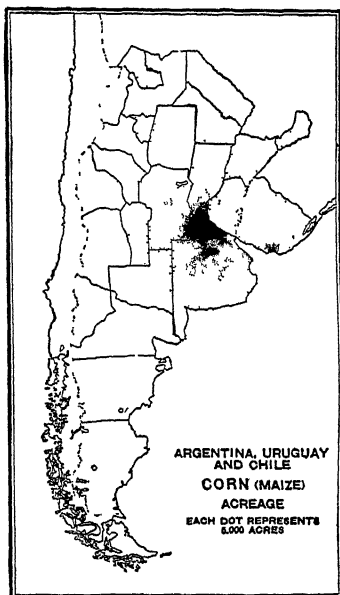 ARGENTINA, URUGUAY
AND CHILE
CORN (MAIZE)
ACREAGE
EACH DOT REPRESENTS
5,000 ACRES